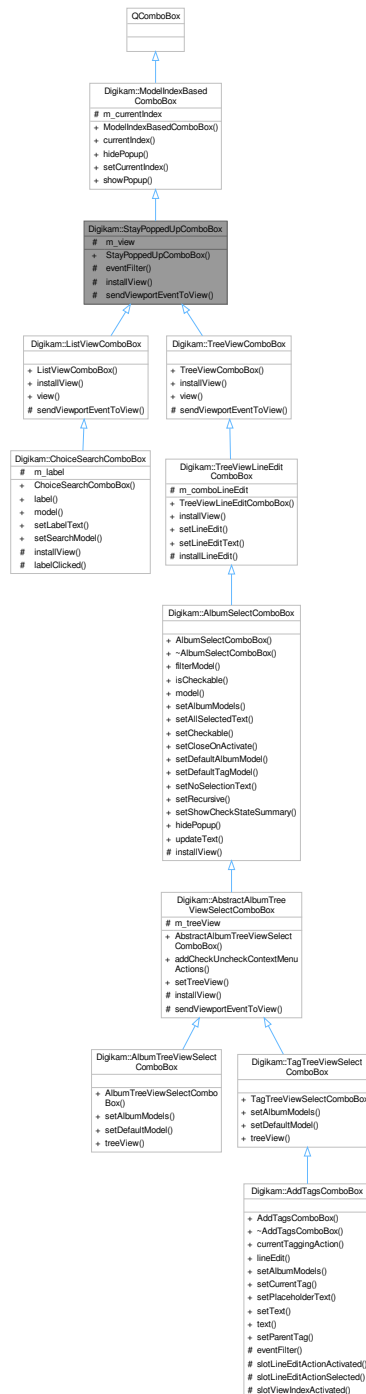 QComboBox
Digikam::ModelIndexBased
ComboBox
# m_currentIndex
+ ModelIndexBasedComboBox()
+ currentIndex()
+ hidePopup()
+ setCurrentIndex()
+ showPopup()
Digikam::StayPoppedUpComboBox
# m_view
+ StayPoppedUpComboBox()
# eventFilter()
# installView()
# sendViewportEventToView()
Digikam::ListViewComboBox
+ ListViewComboBox()
+ installView()
+ view()
# sendViewportEventToView()
Digikam::TreeViewComboBox
+ TreeViewComboBox()
+ installView()
+ view()
# sendViewportEventToView()
Digikam::ChoiceSearchComboBox
# m_label
+ ChoiceSearchComboBox()
+ label()
+ model()
+ setLabelText()
+ setSearchModel()
# installView()
# labelClicked()
Digikam::TreeViewLineEdit
ComboBox
# m_comboLineEdit
+ TreeViewLineEditComboBox()
+ installView()
+ setLineEdit()
+ setLineEditText()
# installLineEdit()
Digikam::AlbumSelectComboBox
+ AlbumSelectComboBox()
+ ~AlbumSelectComboBox()
+ filterModel()
+ isCheckable()
+ model()
+ setAlbumModels()
+ setAllSelectedText()
+ setCheckable()
+ setCloseOnActivate()
+ setDefaultAlbumModel()
+ setDefaultTagModel()
+ setNoSelectionText()
+ setRecursive()
+ setShowCheckStateSummary()
+ hidePopup()
+ updateText()
# installView()
Digikam::AbstractAlbumTree
ViewSelectComboBox
# m_treeView
+ AbstractAlbumTreeViewSelect
ComboBox()
+ addCheckUncheckContextMenu
Actions()
+ setTreeView()
# installView()
# sendViewportEventToView()
Digikam::AlbumTreeViewSelect
ComboBox
+ AlbumTreeViewSelectCombo
Box()
+ setAlbumModels()
+ setDefaultModel()
+ treeView()
Digikam::TagTreeViewSelect
ComboBox
+ TagTreeViewSelectComboBox()
+ setAlbumModels()
+ setDefaultModel()
+ treeView()
Digikam::AddTagsComboBox
+ AddTagsComboBox()
+ ~AddTagsComboBox()
+ currentTaggingAction()
+ lineEdit()
+ setAlbumModels()
+ setCurrentTag()
+ setPlaceholderText()
+ setText()
+ text()
+ setParentTag()
# eventFilter()
# slotLineEditActionActivated()
# slotLineEditActionSelected()
# slotViewIndexActivated()